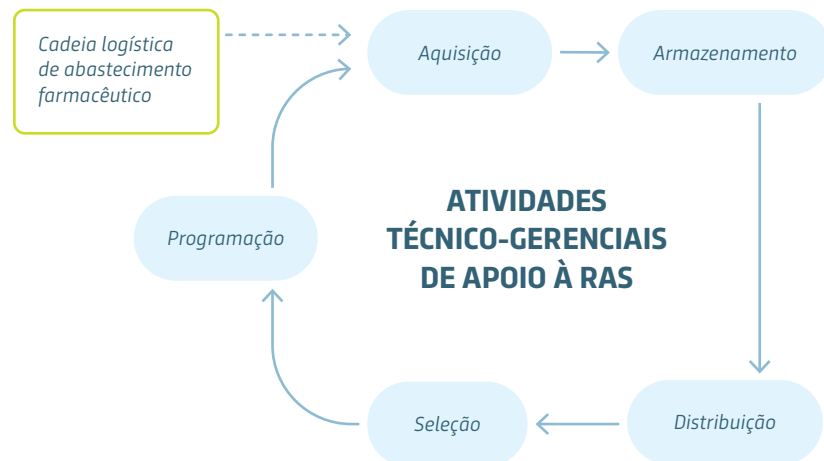 Cadeia logística
de abastecimento
farmacêutico
Aquisição
Armazenamento
Programação
ATIVIDADES
TÉCNICO-GERENCIAIS
DE APOIO À RAS
Seleção
Distribuição